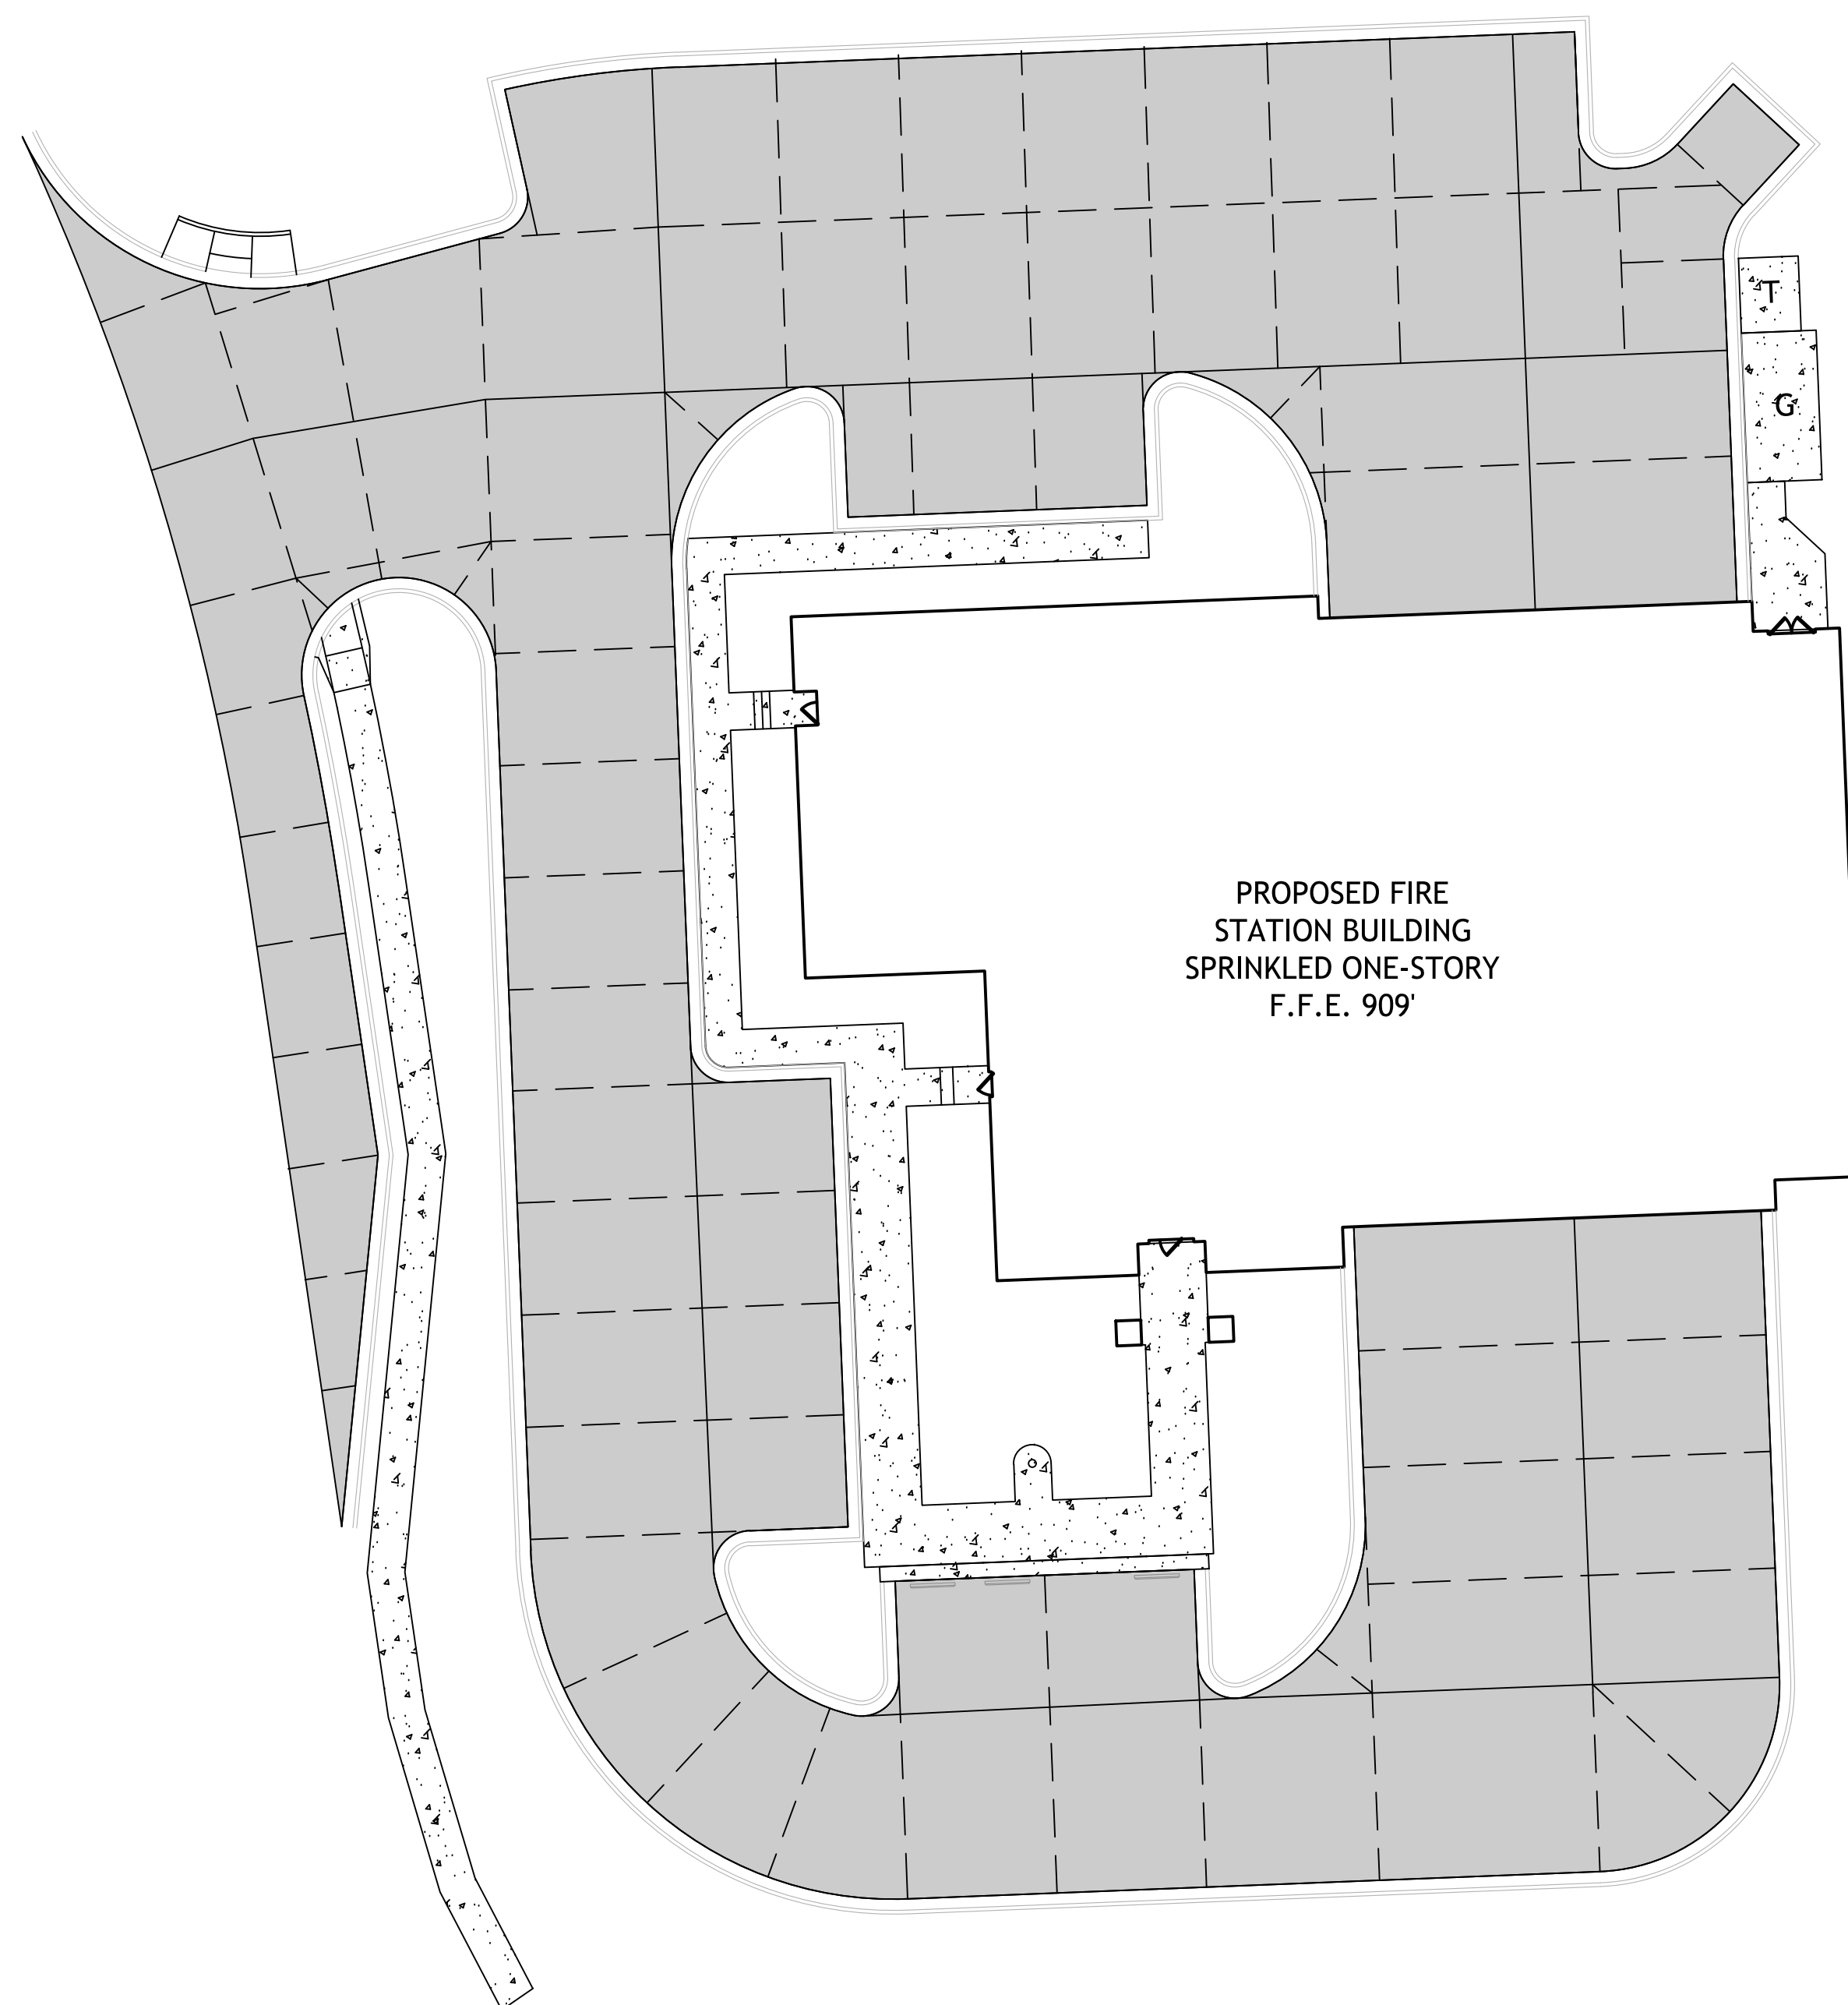 T
G
PROPOSED FIRE
STATION BUILDING
SPRINKLED ONE-STORY
F.F.E. 909'